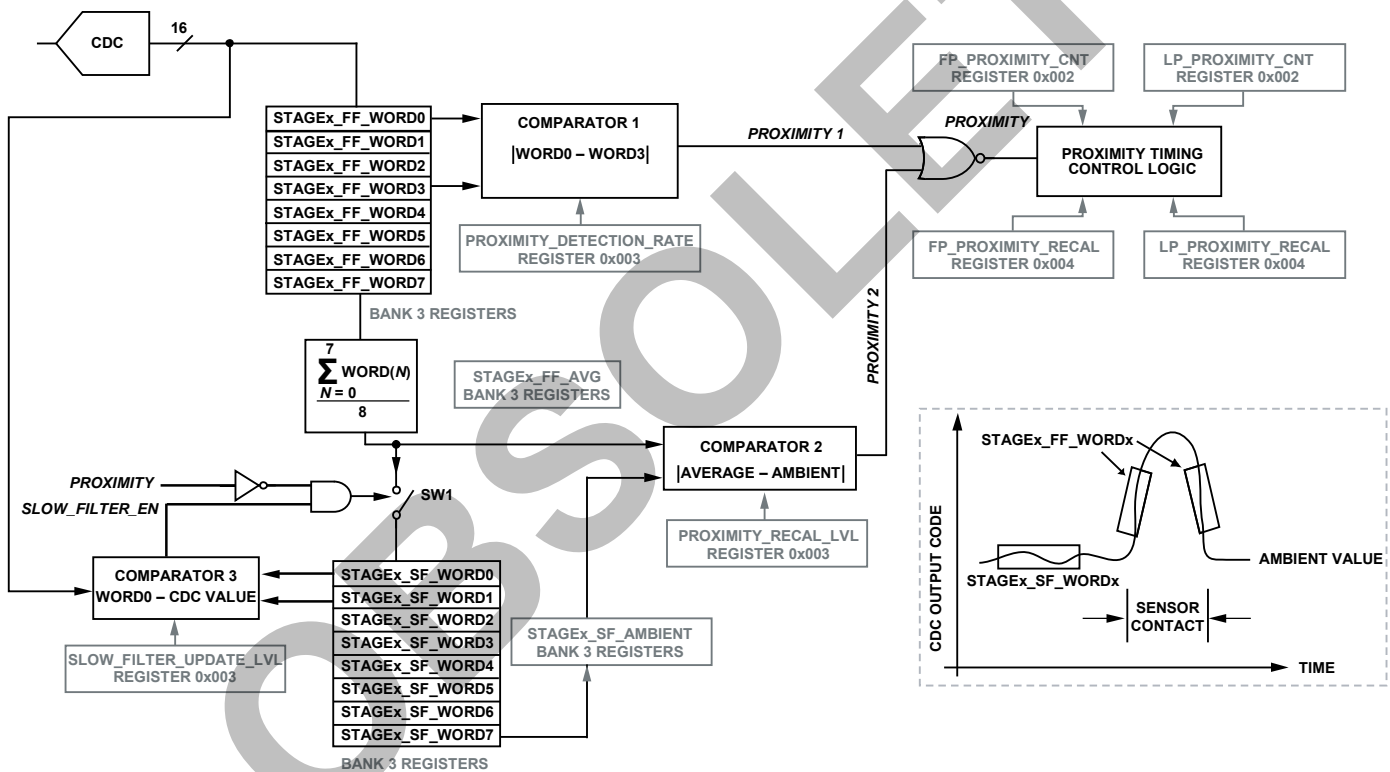 CDC
16
STAGEx_FF_WORD0
STAGEx_FF_WORD1
STAGEx_FF_WORD2
STAGEx_FF_WORD3
STAGEx_FF_WORD4
STAGEx_FF_WORD5
STAGEx_FF_WORD6
STAGEx_FF_WORD7
BANK 3 REGISTERS
COMPARATOR 1
|WORD0 – WORD3|
PROXIMITY_DETECTION_RATE
REGISTER 0x003
PROXIMITY 1
PROXIMITY
FP_PROXIMITY_CNT
REGISTER 0x002
LP_PROXIMITY_CNT
REGISTER 0x002
PROXIMITY TIMING
CONTROL LOGIC
FP_PROXIMITY_RECAL
REGISTER 0x004
LP_PROXIMITY_RECAL
REGISTER 0x004
PROXIMITY 2
7
Σ WORD(N)
N = 0
8
STAGEx_FF_AVG
BANK 3 REGISTERS
COMPARATOR 2
|AVERAGE – AMBIENT|
PROXIMITY_RECAL_LVL
REGISTER 0x003
PROXIMITY
SLOW_FILTER_EN
SW1
COMPARATOR 3
WORD0 – CDC VALUE
SLOW_FILTER_UPDATE_LVL
REGISTER 0x003
STAGEx_SF_WORD0
STAGEx_SF_WORD1
STAGEx_SF_WORD2
STAGEx_SF_WORD3
STAGEx_SF_WORD4
STAGEx_SF_WORD5
STAGEx_SF_WORD6
STAGEx_SF_WORD7
BANK 3 REGISTERS
STAGEx_SF_AMBIENT
BANK 3 REGISTERS
CDC OUTPUT CODE
STAGEx_FF_WORDx
STAGEx_SF_WORDx
AMBIENT VALUE
SENSOR
CONTACT
TIME
OBSOLET